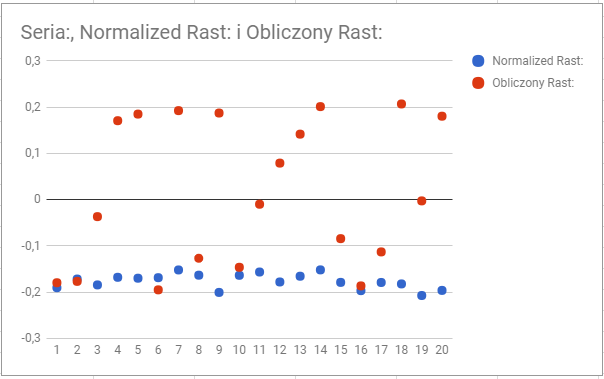 Seria:, Normalized Rast: i Obliczony Rast:
Normalized Rast:
Obliczony Rast:
0,3
0,2
0,1
0
-0,1
-0,2
-0,3
1 2 3 4 5 6 7 8 9 10 11 12 13 14 15 16 17 18 19 20